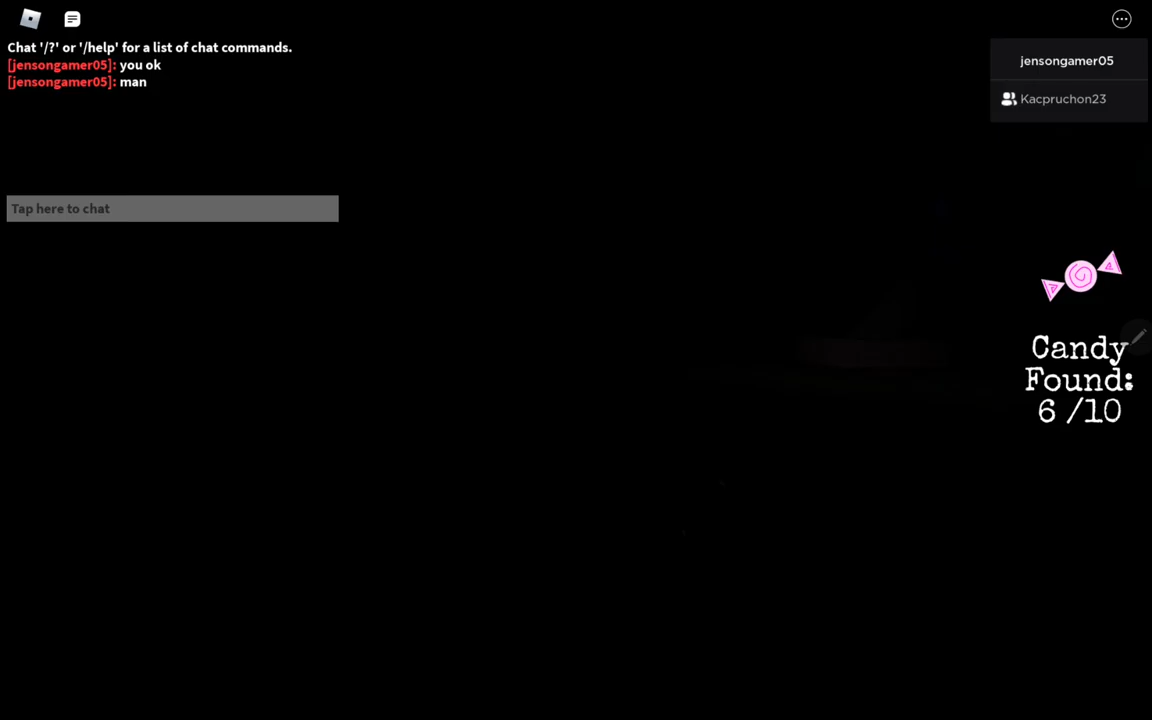 Chat '/?' or '/help' for a list of chat commands.
[jensongamer05]: you ok
[jensongamer05]: man
Tap here to chat
jensongamer05
Kacpruchon23
Candy
Found:
6 /10